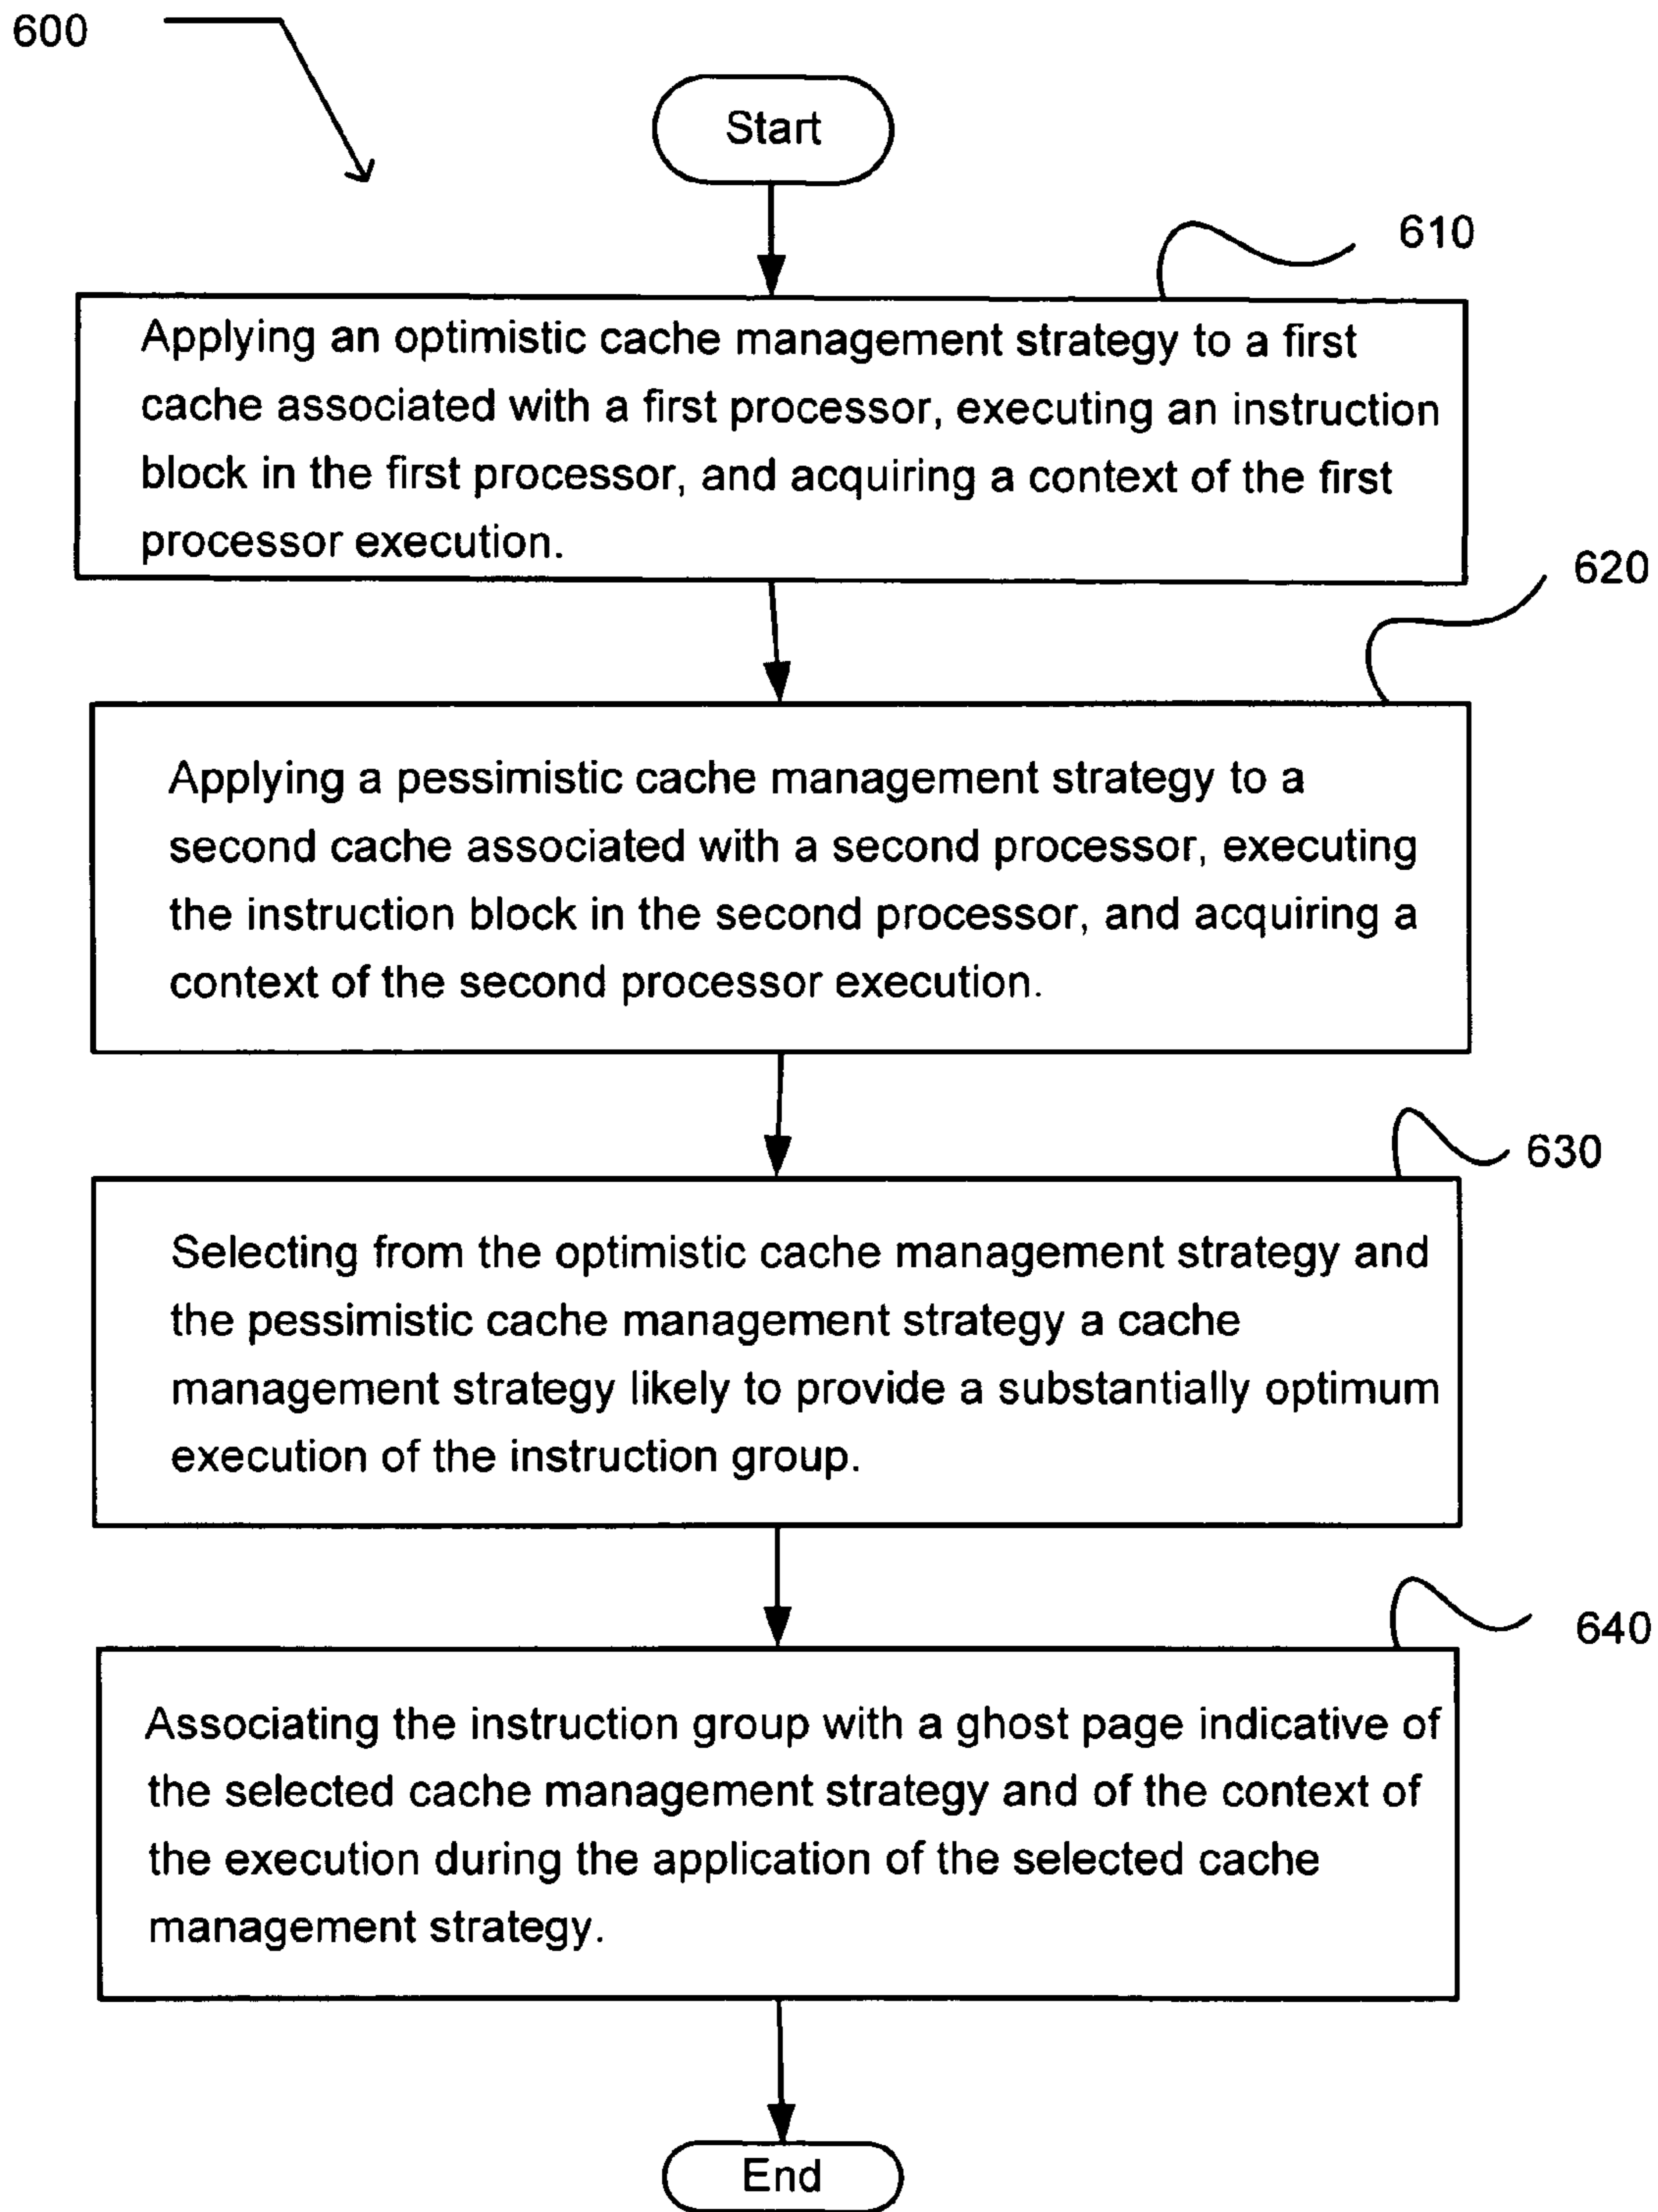 600
Start
610
Applying an optimistic cache management strategy to a first
cache associated with a first processor, executing an instruction
block in the first processor, and acquiring a context of the first
processor execution.
620
Applying a pessimistic cache management strategy to a
second cache associated with a second processor, executing
the instruction block in the second processor, and acquiring a
context of the second processor execution.
630
Selecting from the optimistic cache management strategy and
the pessimistic cache management strategy a cache
management strategy likely to provide a substantially optimum
execution of the instruction group.
640
Associating the instruction group with a ghost page indicative of
the selected cache management strategy and of the context of
the execution during the application of the selected cache
management strategy.
End